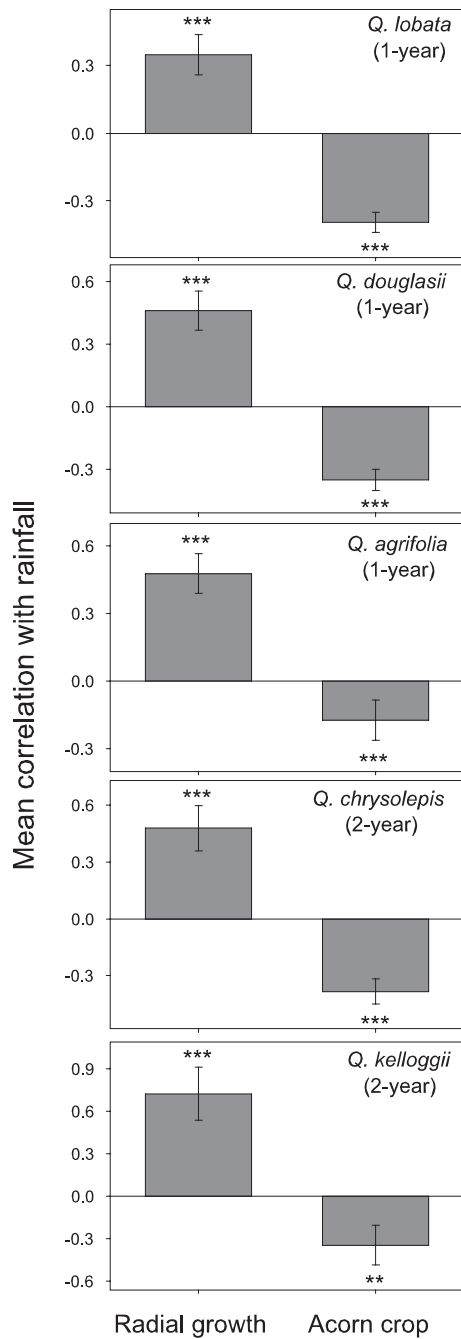 Mean correlation with rainfall
***
Q. lobata
(1-year)
0.3
0.0
-0.3
***
0.6
***
Q. douglasii
(1-year)
0.3
0.0
-0.3
***
0.6
***
Q. agrifolia
(1-year)
0.3
0.0
-0.3
***
0.6
***
Q. chrysolepis
(2-year)
0.3
0.0
-0.3
***
0.9
***
Q. kelloggii
(2-year)
0.6
0.3
0.0
-0.3
-0.6
**
Radial growth Acorn crop